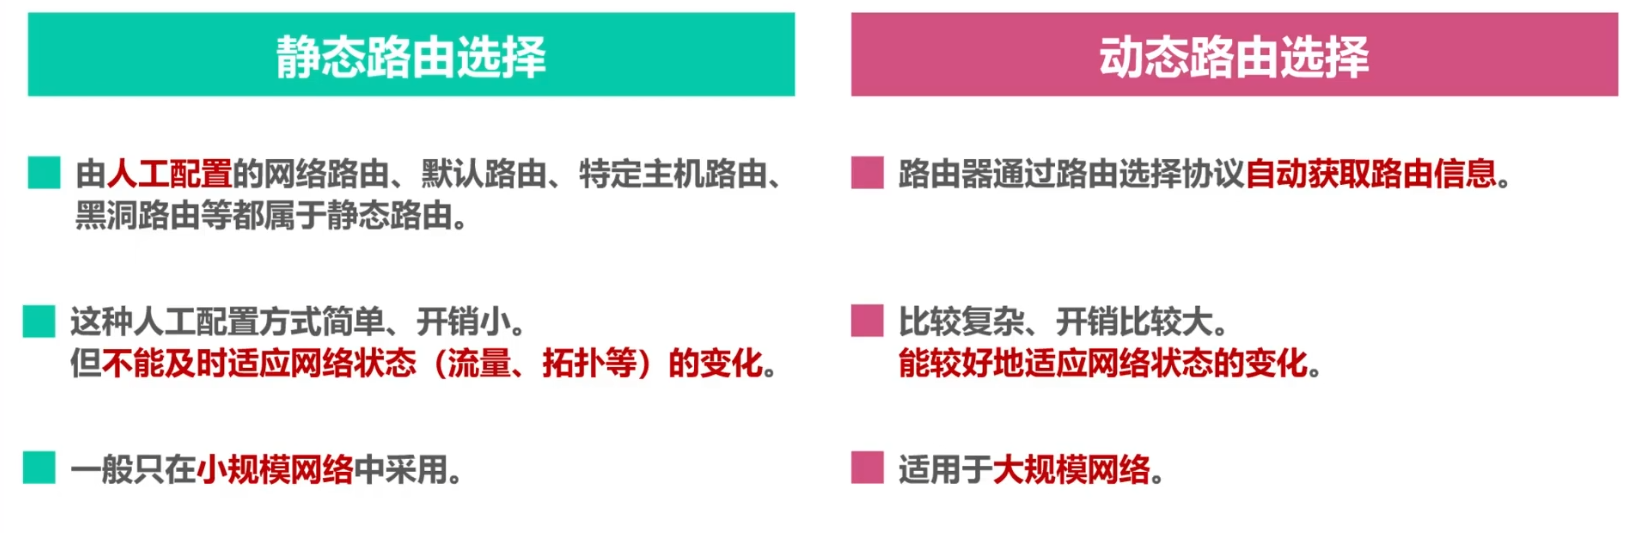 静态路由选择
由人工配置的网络路由、默认路由、特定主机路由、
黑洞路由等都属于静态路由。
这种人工配置方式简单、开销小。
但不能及时适应网络状态（流量、拓扑等）的变化。
一般只在小规模网络中采用。
动态路由选择
路由器通过路由选择协议自动获取路由信息。
比较复杂、开销比较大。
能较好地适应网络状态的变化。
适用于大规模网络。